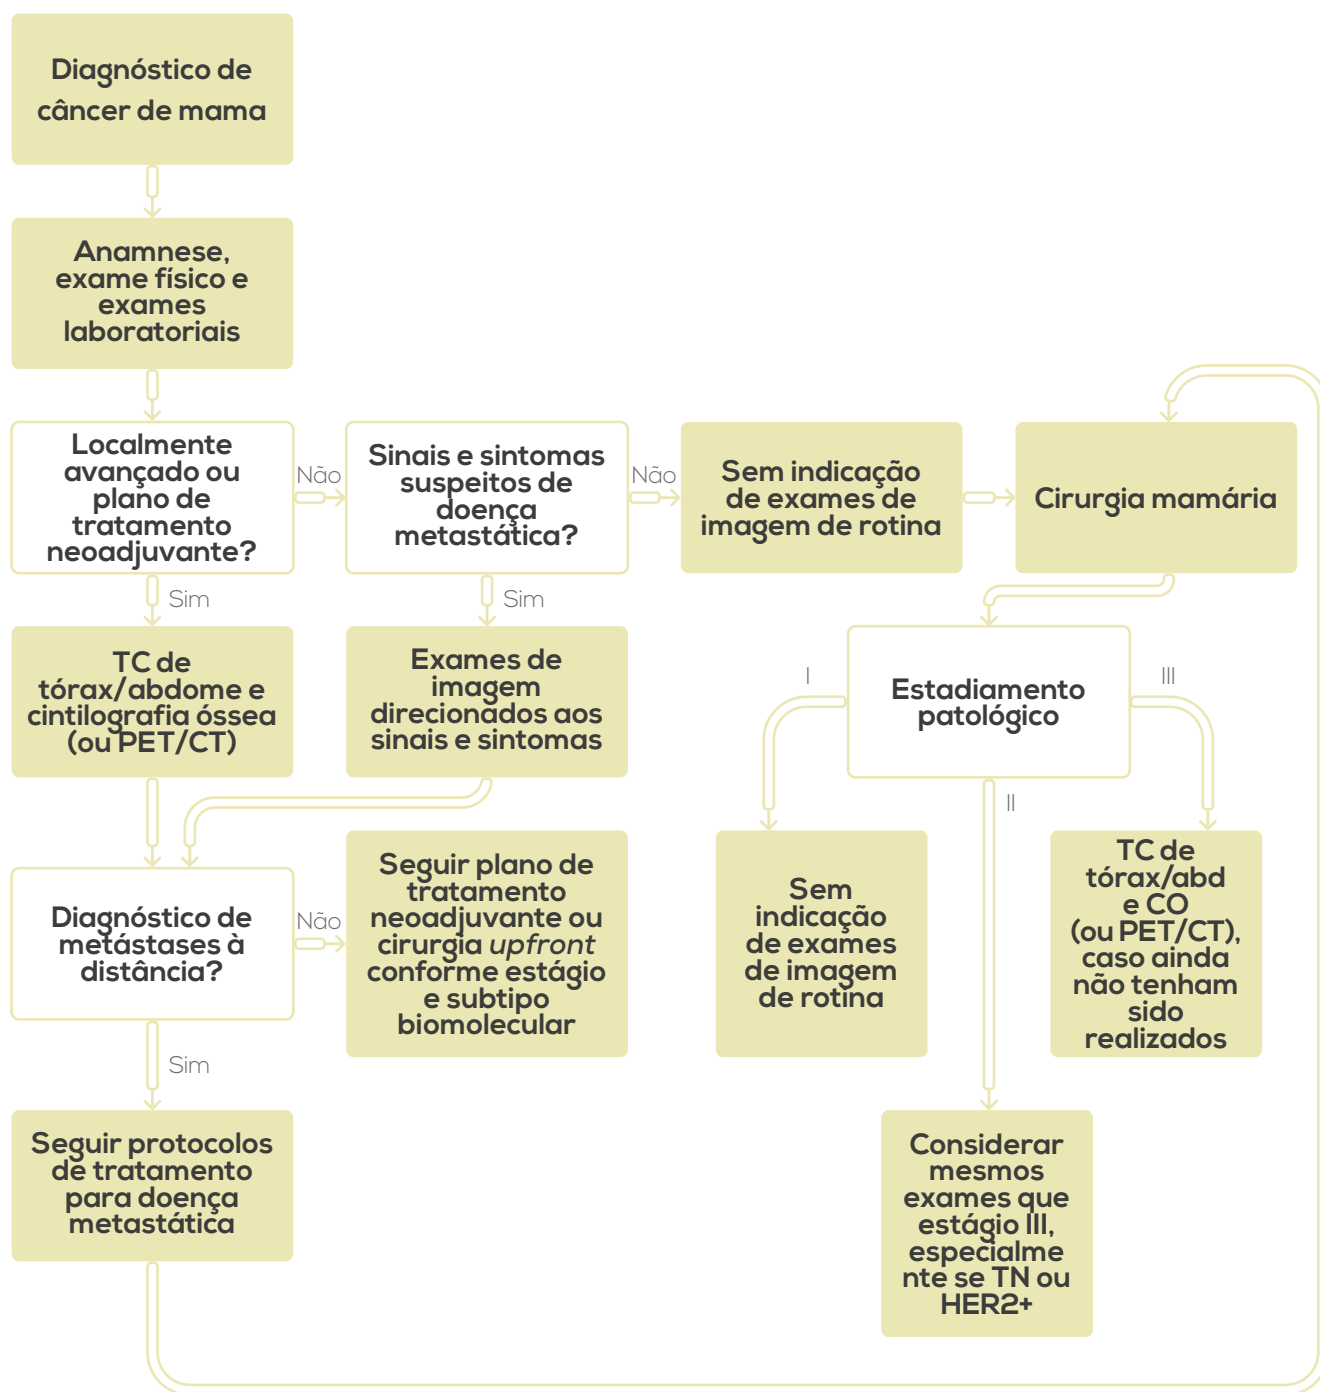 Diagnóstico de
câncer de mama
Anamnese,
exame físico e
exames
laboratoriais
Localmente
avançado ou
plano de
tratamento
neoadjuvante?
Não
Sinais e sintomas
suspeitos de
doença
metastática?
Não
Sem indicação
de exames de
imagem de rotina
Cirurgia mamária
Sim
Sim
TC de
tórax/abdome e
cintilografia óssea
(ou PET/CT)
Exames de
imagem
direcionados aos
sinais e sintomas
I
Estadiamento
patológico
III
II
Diagnóstico de
metástases à
distância?
Não
Seguir plano de
tratamento
neoadjuvante ou
cirurgia upfront
conforme estágio
e subtipo
biomolecular
Sem
indicação
de exames
de imagem
de rotina
TC de
tórax/abd
e CO
(ou PET/CT),
caso ainda
não tenham
sido
realizados
Sim
Seguir protocolos
de tratamento
para doença
metastática
Considerar
mesmos
exames que
estágio III,
especialme
nte se TN ou
HER2+